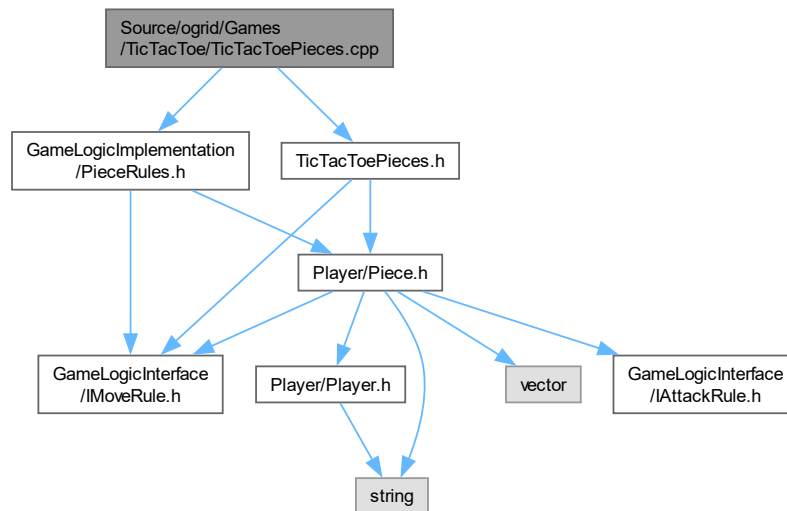 Source/ogrid/Games
/TicTacToe/TicTacToePieces.cpp
GameLogicImplementation
/PieceRules.h
TicTacToePieces.h
Player/Piece.h
GameLogicInterface
/IMoveRule.h
Player/Player.h
vector
GameLogicInterface
/IAttackRule.h
string